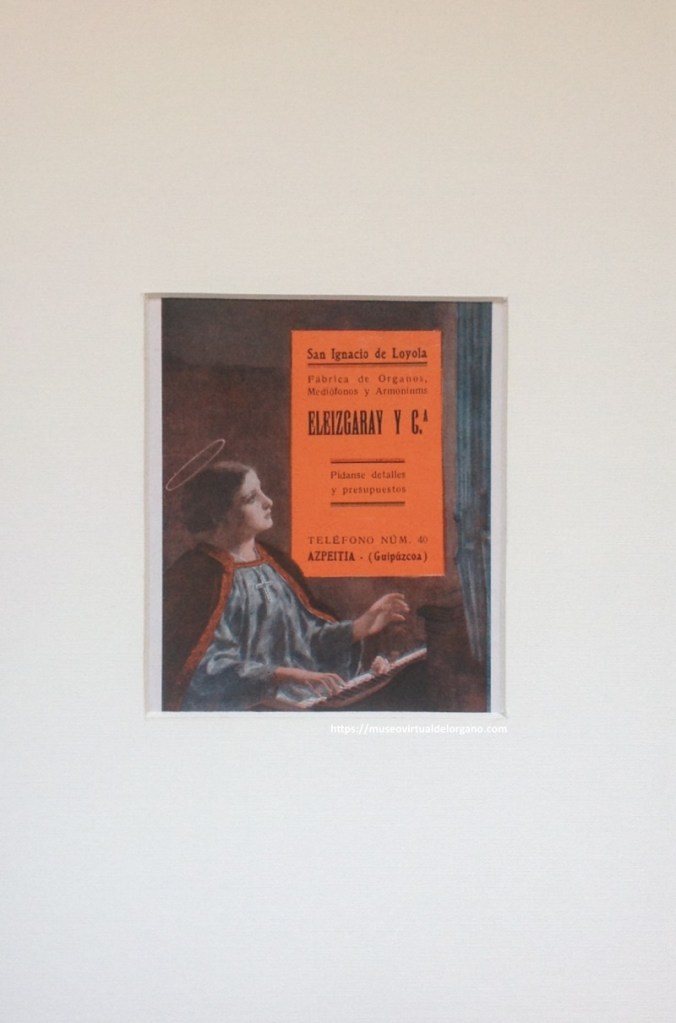 San Ignacio de Loyola
Fábrica de Organos,
Mediófonos y Armoniums
ELEIZGARAY Y C.ª
Pídanse detalles
y presupuestos
TELÉFONO NÚM. 40
AZPEITIA - (Guipúzcoa)
https://museovirtualdelorgano.com